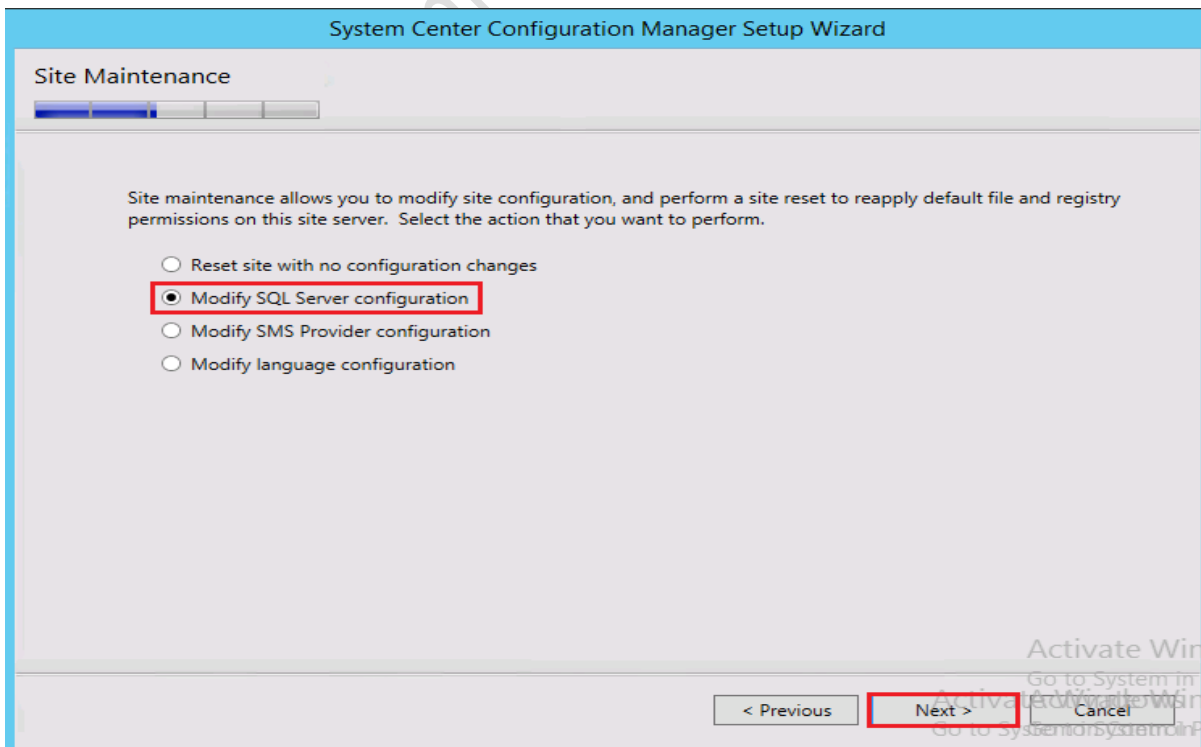 System Center Configuration Manager Setup Wizard
Site Maintenance
Site maintenance allows you to modify site configuration, and perform a site reset to reapply default file and registry
permissions on this site server. Select the action that you want to perform.
Reset site with no configuration changes
Modify SQL Server configuration
Modify SMS Provider configuration
Modify language configuration
Activate Win
Go to System in
< Previous
Next >
Cancel